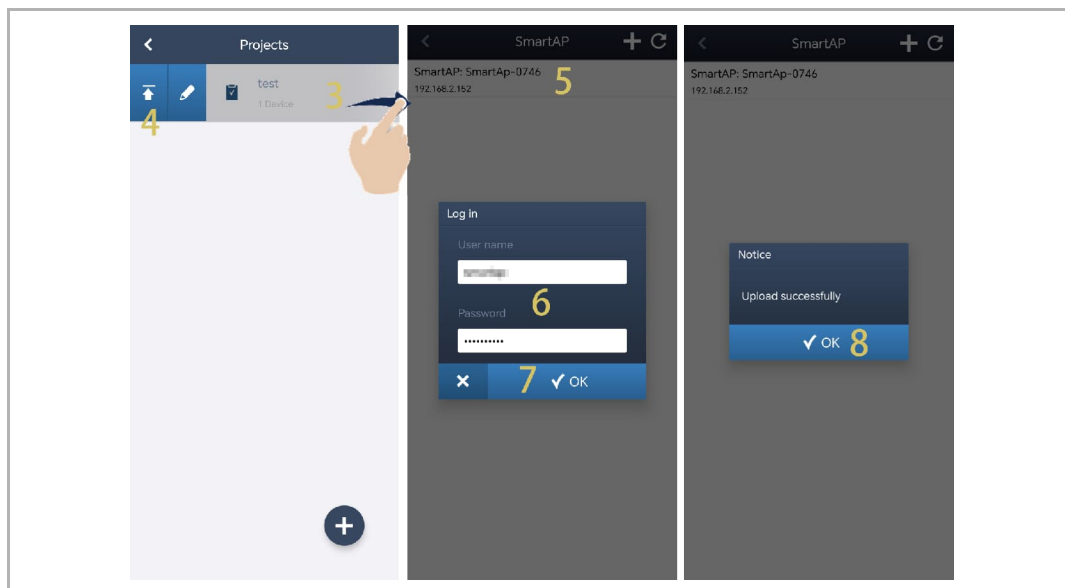 Projects
test
1 Device
3
4
SmartAP
SmartAP: SmartAp-0746
192.168.2.152
5
Log in
User name
6
Password
7
OK
SmartAP
SmartAP: SmartAp-0746
192.168.2.152
Notice
Upload successfully
OK
8